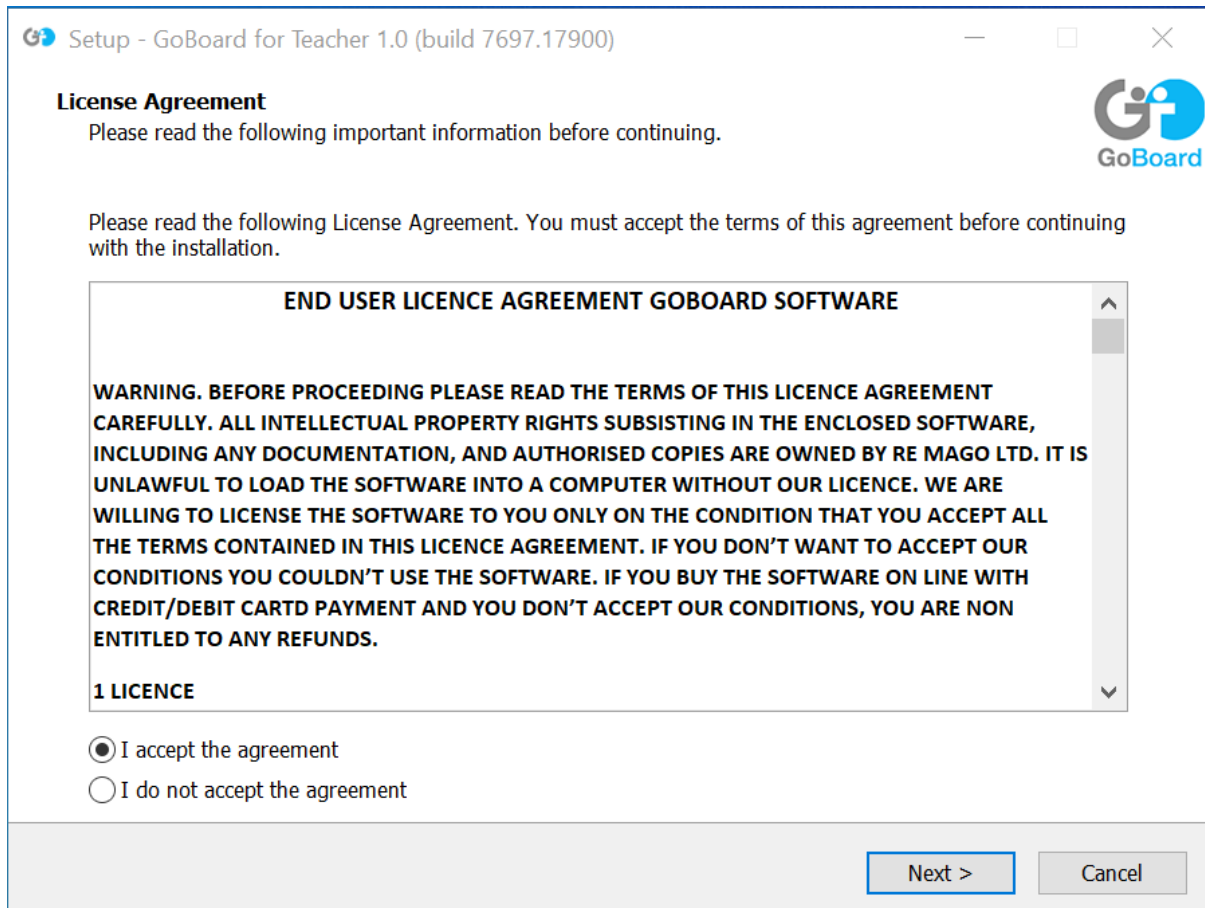 Setup - GoBoard for Teacher 1.0 (build 7697.17900)
License Agreement
Please read the following important information before continuing.
GoBoard
Please read the following License Agreement. You must accept the terms of this agreement before continuing
with the installation.
END USER LICENCE AGREEMENT GOBOARD SOFTWARE
WARNING. BEFORE PROCEEDING PLEASE READ THE TERMS OF THIS LICENCE AGREEMENT
CAREFULLY. ALL INTELLECTUAL PROPERTY RIGHTS SUBSISTING IN THE ENCLOSED SOFTWARE,
INCLUDING ANY DOCUMENTATION, AND AUTHORISED COPIES ARE OWNED BY RE MAGO LTD. IT IS
UNLAWFUL TO LOAD THE SOFTWARE INTO A COMPUTER WITHOUT OUR LICENCE. WE ARE
WILLING TO LICENSE THE SOFTWARE TO YOU ONLY ON THE CONDITION THAT YOU ACCEPT ALL
THE TERMS CONTAINED IN THIS LICENCE AGREEMENT. IF YOU DON’T WANT TO ACCEPT OUR
CONDITIONS YOU COULDN’T USE THE SOFTWARE. IF YOU BUY THE SOFTWARE ON LINE WITH
CREDIT/DEBIT CARTD PAYMENT AND YOU DON’T ACCEPT OUR CONDITIONS, YOU ARE NON
ENTITLED TO ANY REFUNDS.
1 LICENCE
I accept the agreement
I do not accept the agreement
Next >
Cancel